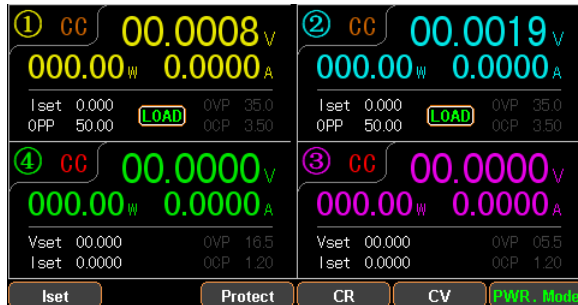 ① CC 00.0008 V
000.00 W 0.0000 A
Iset 0.000 OVP 35.0
LOAD
OPP 50.00 OCP 3.50
② CC 00.0019 V
000.00 W 0.0000 A
Iset 0.000 OVP 35.0
LOAD
OPP 50.00 OCP 3.50
④ CC 00.0000 V
000.00 W 0.0000 A
Vset 00.000 OVP 16.5
Iset 0.0000 OCP 1.20
③ CC 00.0000 V
000.00 W 0.0000 A
Vset 00.000 OVP 05.5
Iset 0.0000 OCP 1.20
Iset Protect CR CV PWR. Mode